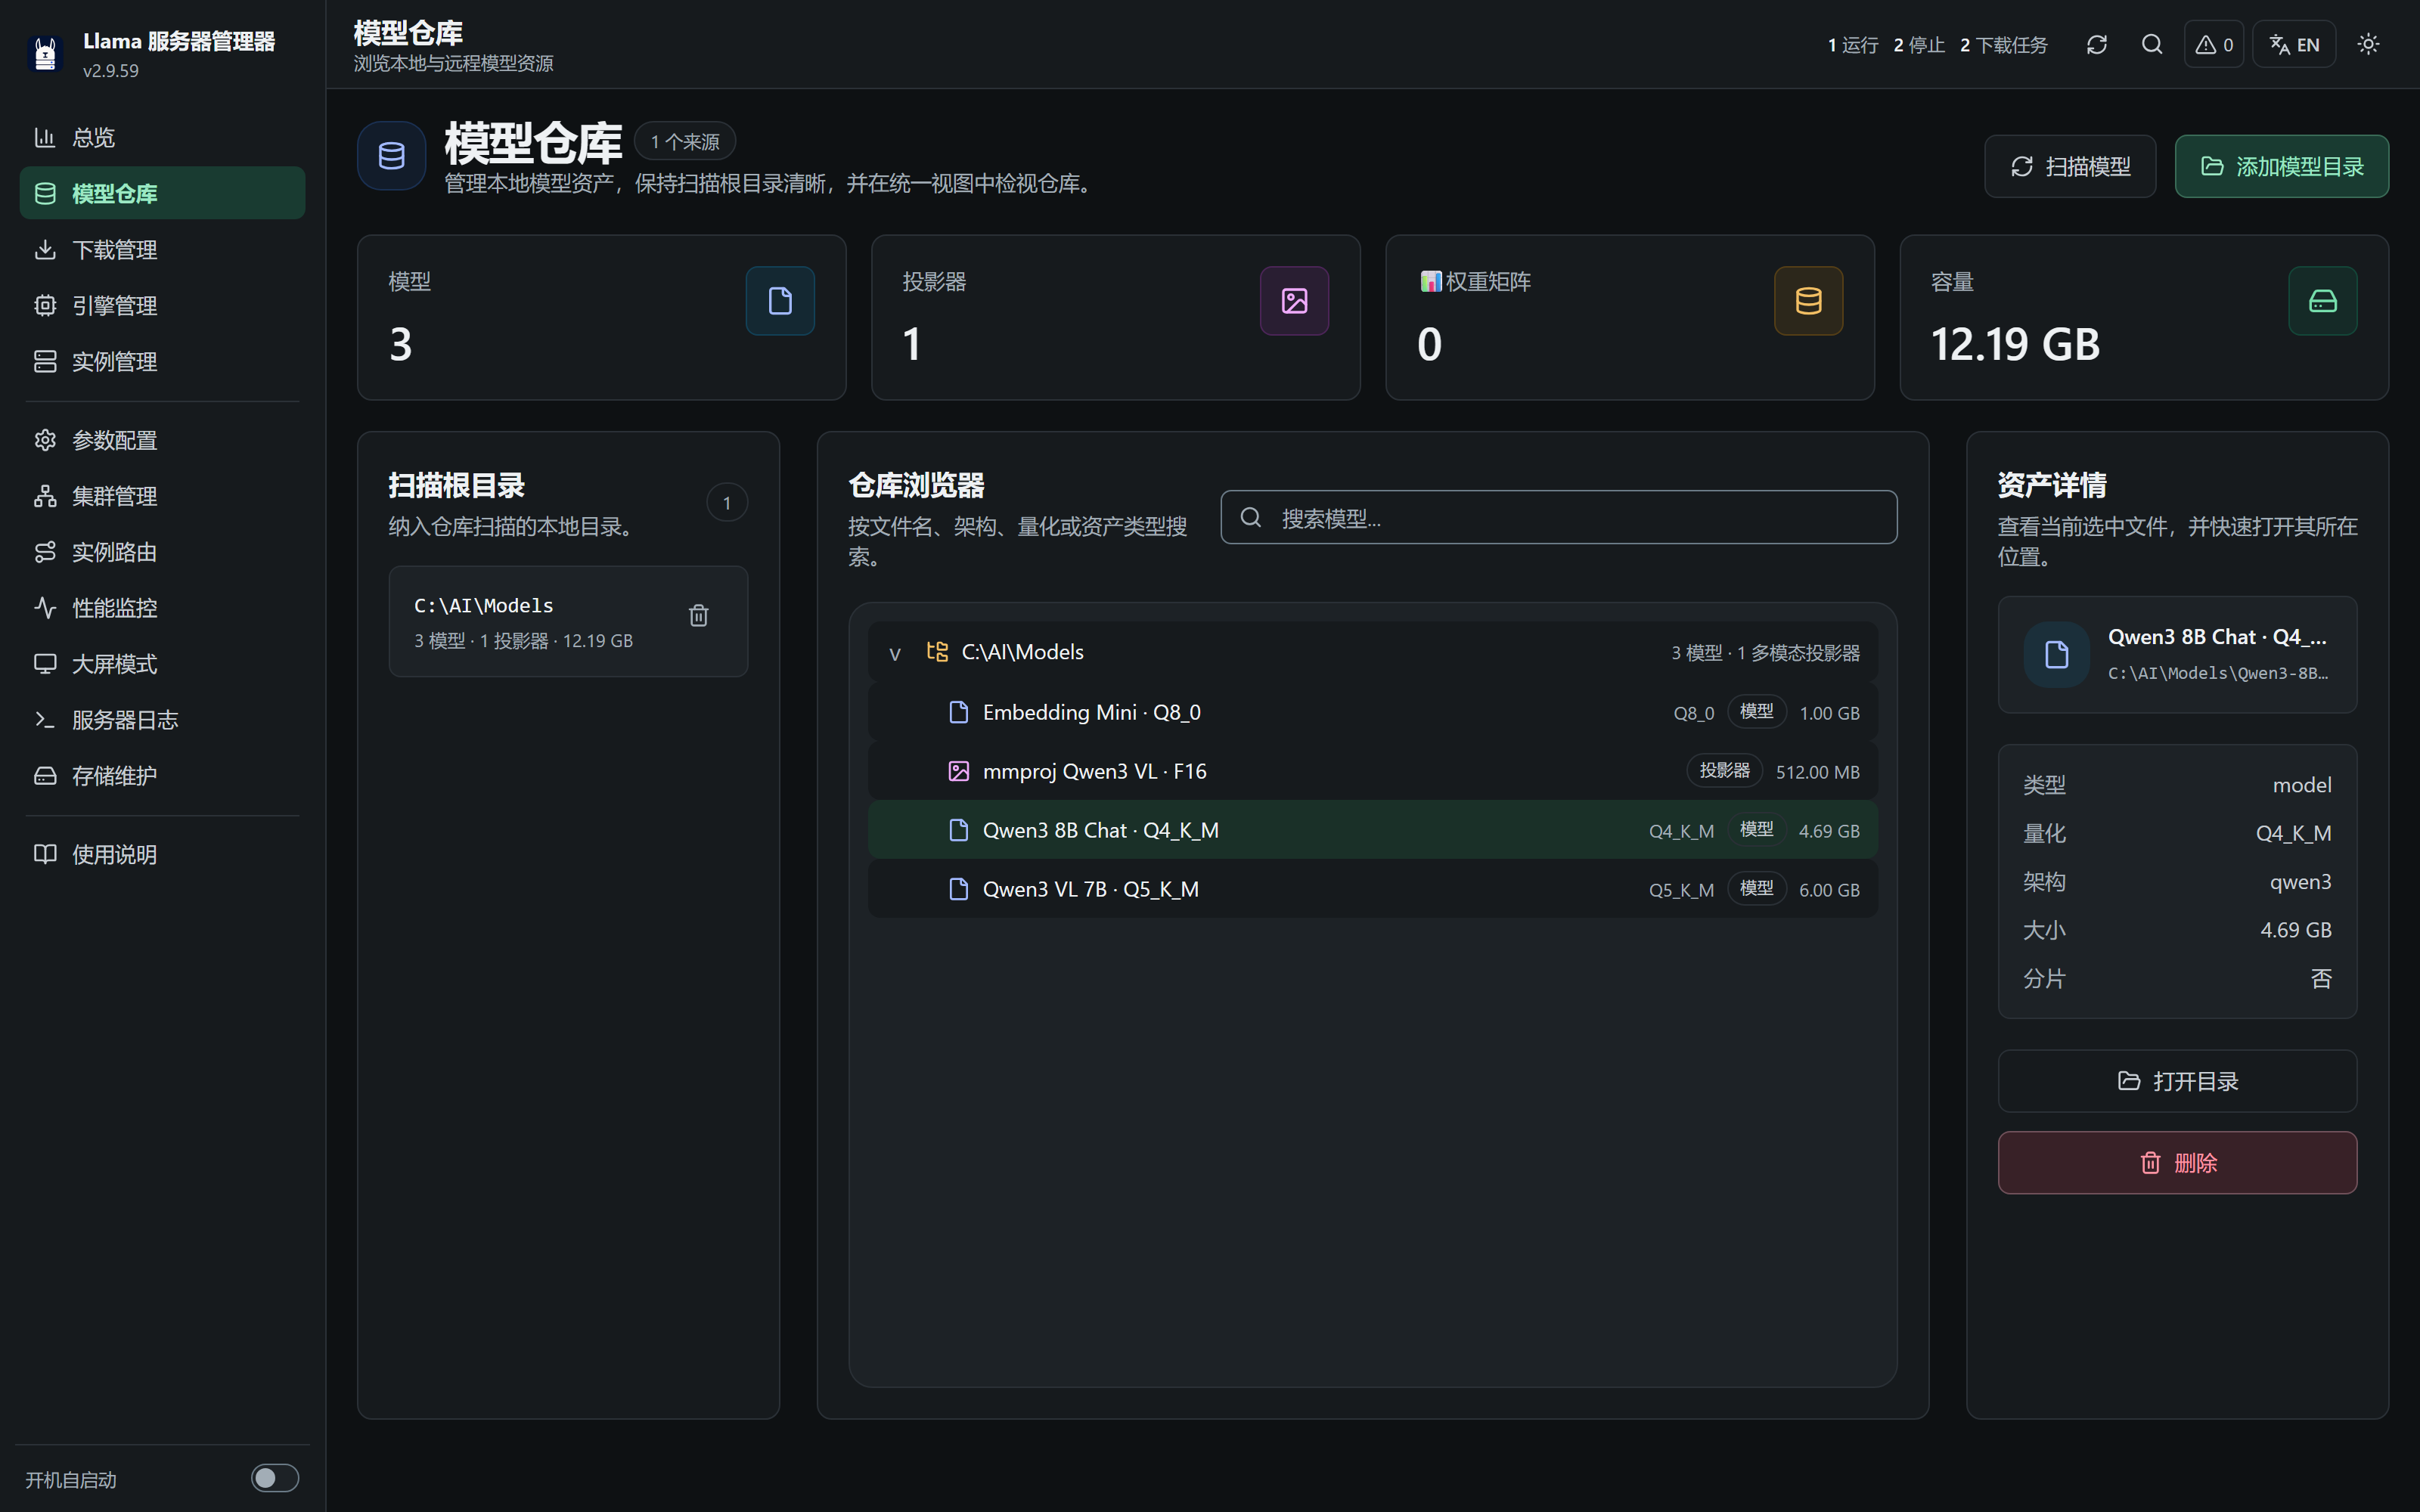 Llama 服务器管理器
v2.9.59
总览
模型仓库
下载管理
引擎管理
实例管理
参数配置
集群管理
实例路由
性能监控
大屏模式
服务器日志
存储维护
使用说明
开机自启动
模型仓库
浏览本地与远程模型资源
1 运行 2 停止 2 下载任务
0
EN
模型仓库
1 个来源
管理本地模型资产，保持扫描根目录清晰，并在统一视图中检视仓库。
扫描模型
添加模型目录
模型
3
投影器
1
📊权重矩阵
0
容量
12.19 GB
扫描根目录
纳入仓库扫描的本地目录。
1
C:\AI\Models
3 模型 · 1 投影器 · 12.19 GB
仓库浏览器
按文件名、架构、量化或资产类型搜
索。
搜索模型...
v C:\AI\Models 3 模型 · 1 多模态投影器
Embedding Mini · Q8_0 Q8_0 模型 1.00 GB
mmproj Qwen3 VL · F16 投影器 512.00 MB
Qwen3 8B Chat · Q4_K_M Q4_K_M 模型 4.69 GB
Qwen3 VL 7B · Q5_K_M Q5_K_M 模型 6.00 GB
资产详情
查看当前选中文件，并快速打开其所在
位置。
Qwen3 8B Chat · Q4_...
C:\AI\Models\Qwen3-8B…
类型 model
量化 Q4_K_M
架构 qwen3
大小 4.69 GB
分片 否
打开目录
删除